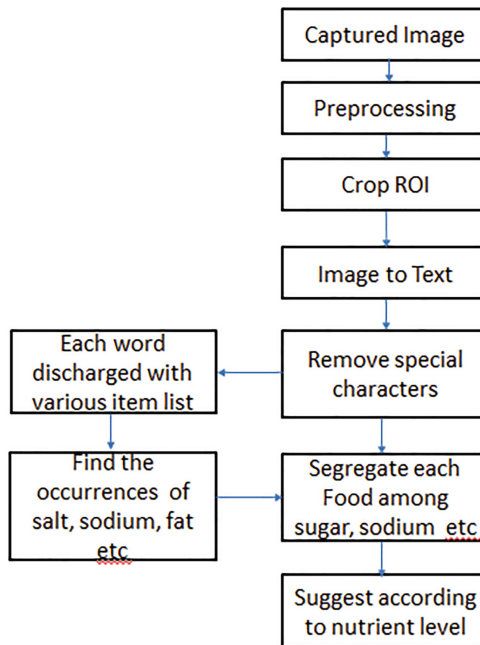 Captured Image
Preprocessing
Crop ROI
Image to Text
Remove special
characters
Each word
discharged with
various item list
Find the
occurrences of
salt, sodium, fat
etc
Segregate each
Food among
sugar, sodium etc
Suggest according
to nutrient level